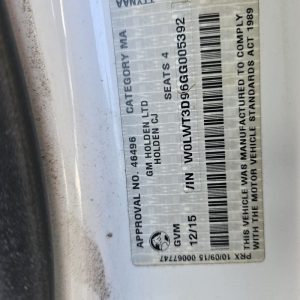 APPROVAL NO. 46496 CATEGORY MA
GM HOLDEN LTD
HOLDEN CJ SEATS 4
VIN W0LWT3D96GG005392
GVM
12/15
THIS VEHICLE WAS MANUFACTURED TO COMPLY
WITH THE MOTOR VEHICLE STANDARDS ACT 1989
PRX 10/09/15 00067747